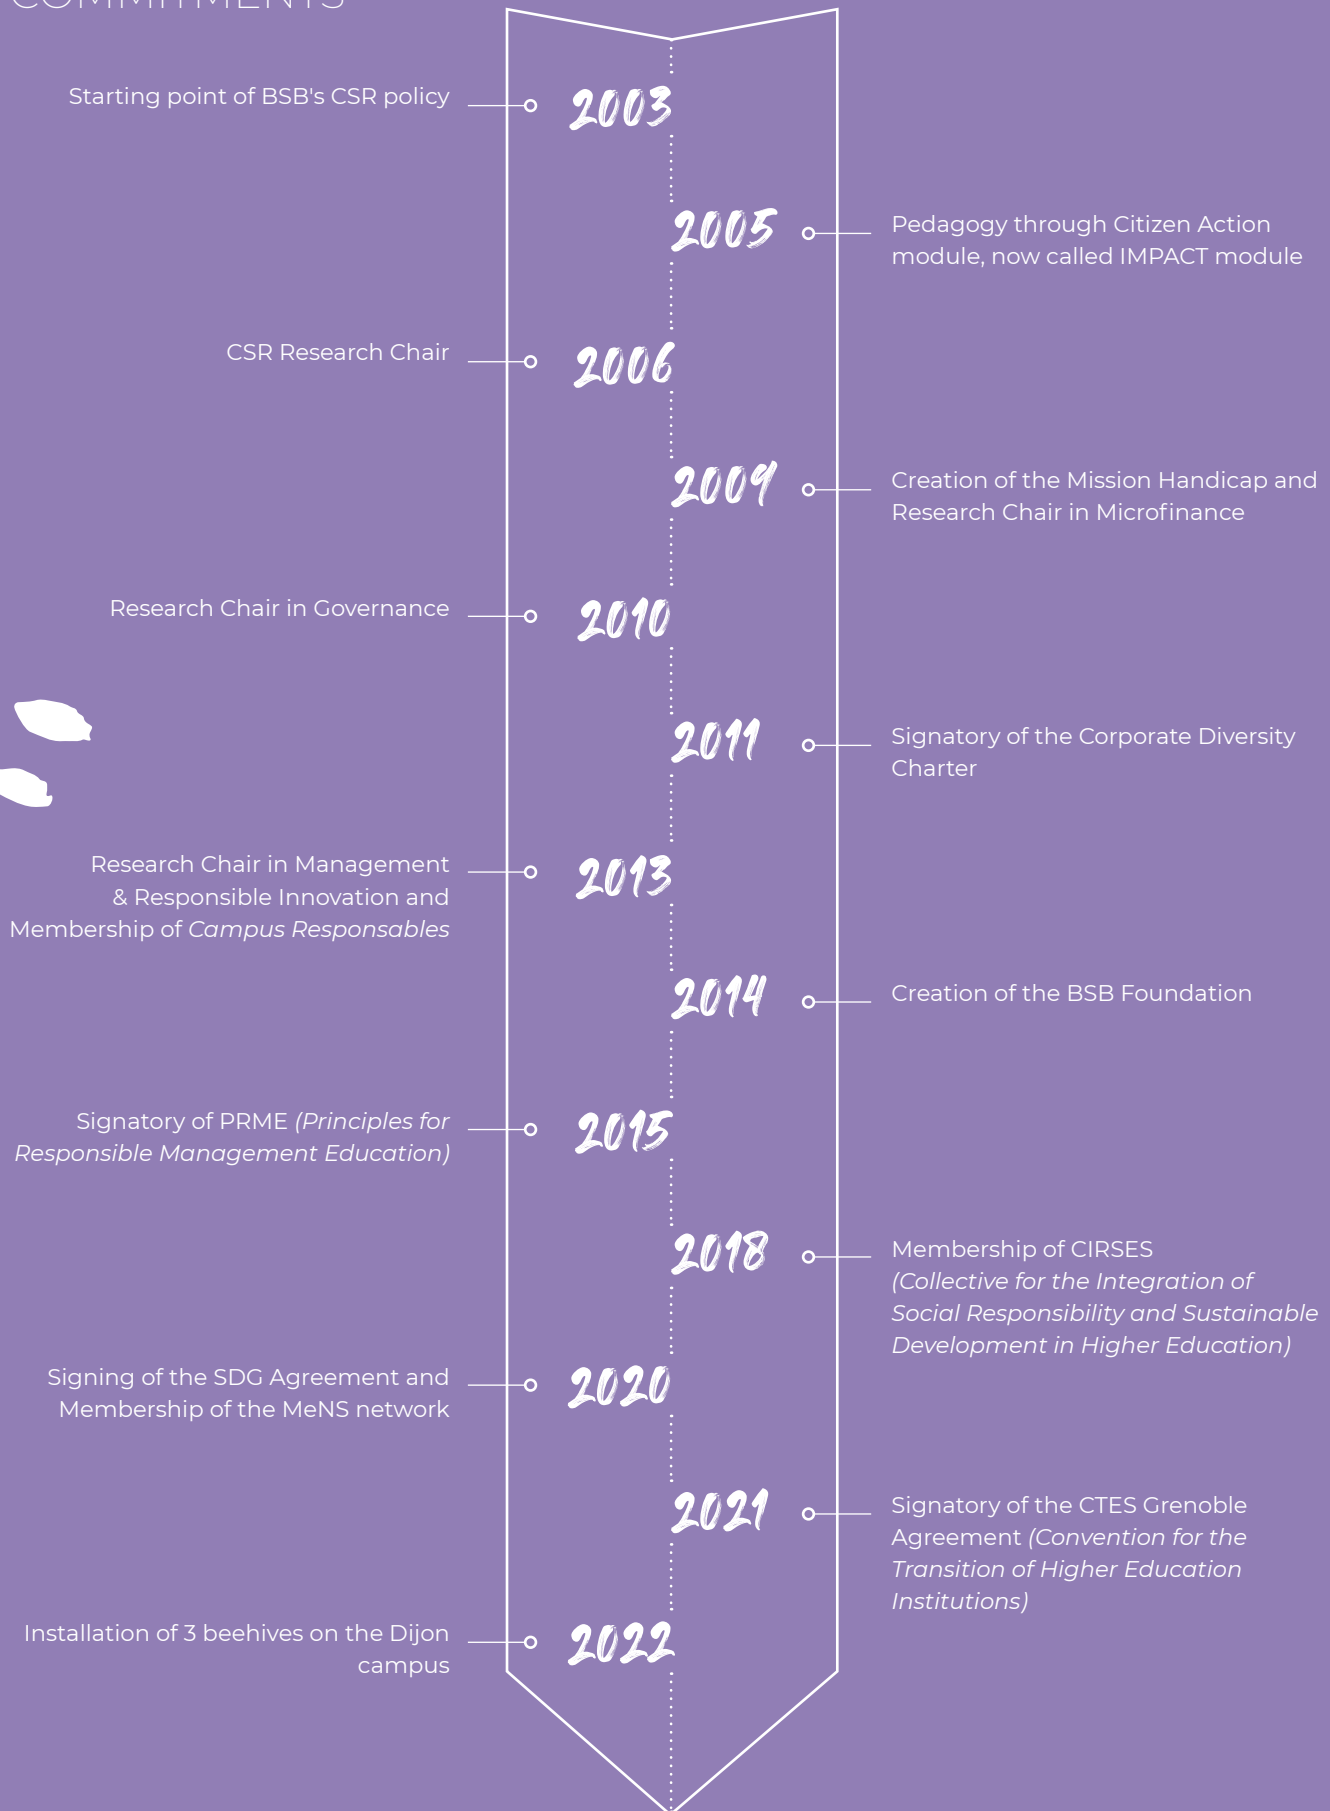 COMMITMENTS
Starting point of BSB's CSR policy
2003
2005
Pedagogy through Citizen Action
module, now called IMPACT module
CSR Research Chair
2006
2009
Creation of the Mission Handicap and
Research Chair in Microfinance
Research Chair in Governance
2010
2011
Signatory of the Corporate Diversity
Charter
Research Chair in Management
& Responsible Innovation and
Membership of Campus Responsables
2013
2014
Creation of the BSB Foundation
Signatory of PRME (Principles for
Responsible Management Education)
2015
2018
Membership of CIRSES
(Collective for the Integration of
Social Responsibility and Sustainable
Development in Higher Education)
Signing of the SDG Agreement and
Membership of the MeNS network
2020
2021
Signatory of the CTES Grenoble
Agreement (Convention for the
Transition of Higher Education
Institutions)
Installation of 3 beehives on the Dijon
campus
2022